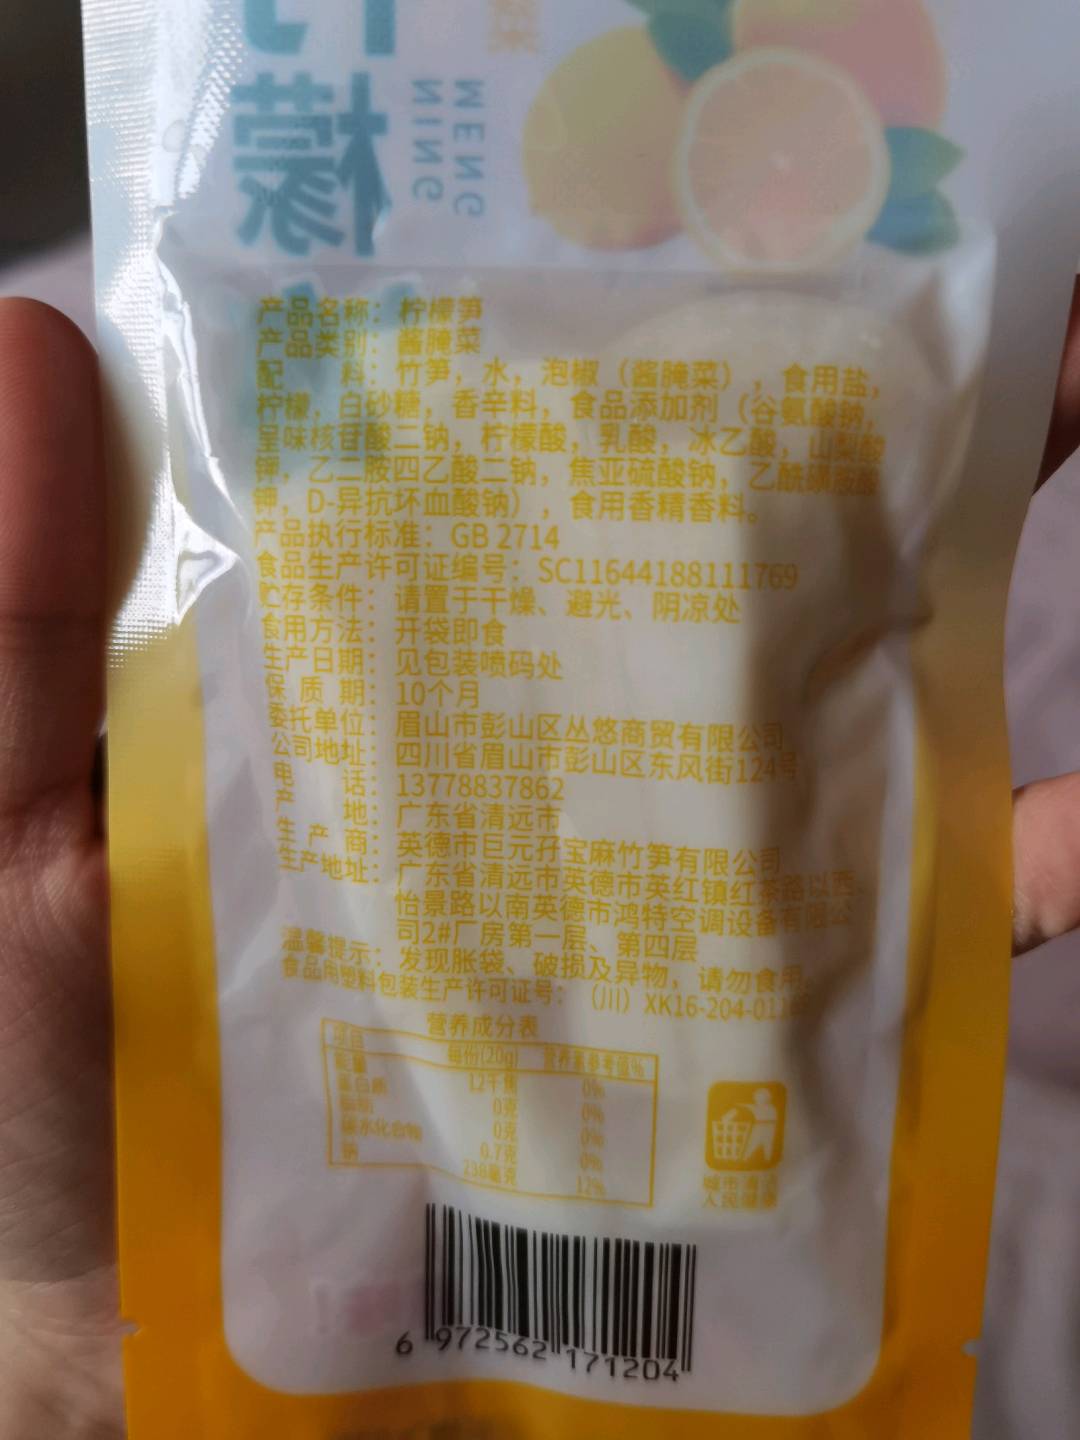 檬
MENG
NING
产品名称：柠檬笋
产品类别：酱腌菜
配 料：竹笋，水，泡椒（酱腌菜），食用盐，
柠檬，白砂糖，香辛料，食品添加剂（谷氨酸钠，
呈味核苷酸二钠，柠檬酸，乳酸，冰乙酸，山梨酸
钾，乙二胺四乙酸二钠，焦亚硫酸钠，乙酰磺胺酸
钾，D-异抗坏血酸钠），食用香精香料。
产品执行标准：GB 2714
食品生产许可证编号：SC11644188111769
贮存条件：请置于干燥、避光、阴凉处
食用方法：开袋即食
生产日期：见包装喷码处
保 质 期：10个月
委托单位：眉山市彭山区丛悠商贸有限公司
公司地址：四川省眉山市彭山区东风街124号
电 话：13778837862
产 地：广东省清远市
生 产 商：英德市巨元孖宝麻竹笋有限公司
生产地址：广东省清远市英德市英红镇红茶路以西、
怡景路以南英德市鸿特空调设备有限公
司2#厂房第一层、第四层
温馨提示：发现胀袋、破损及异物，请勿食用。
食品用塑料包装生产许可证号：（川）XK16-204-01
营养成分表
项目 每份(20g) 营养素参考值%
能量 12千焦 0%
蛋白质 0克 0%
脂肪 0克 0%
碳水化合物 0.7克 0%
钠 238毫克 12%
城市清洁
人民健康
6 972562 171204